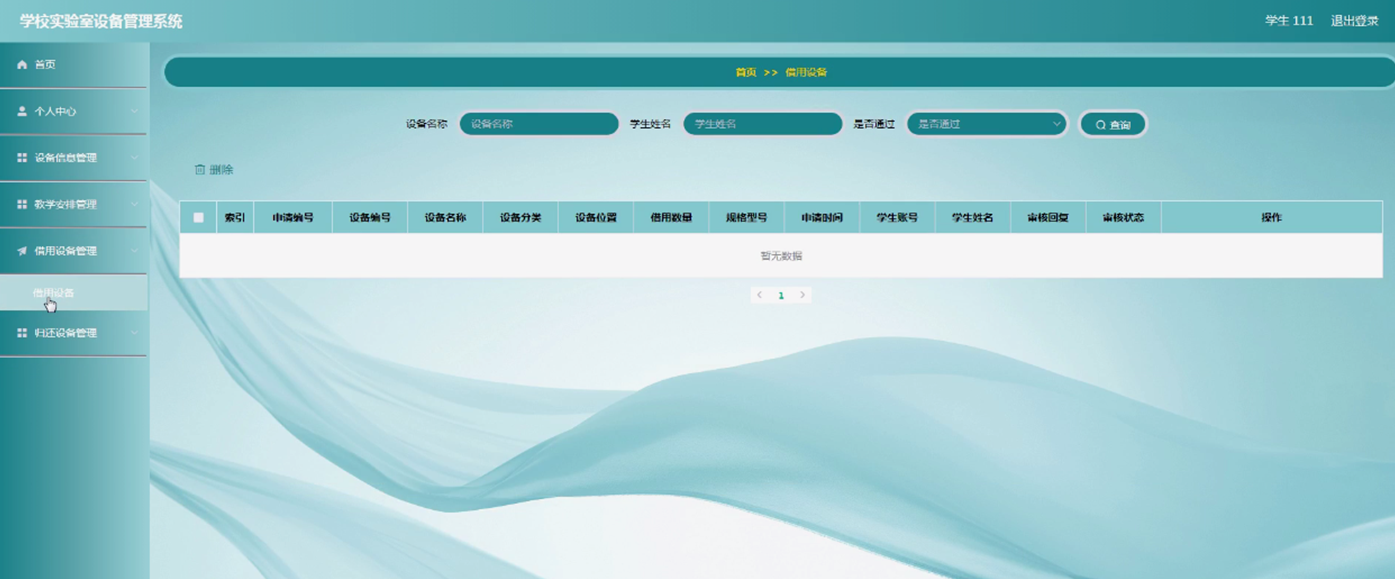 学校实验室设备管理系统
学生 111 退出登录
首页
个人中心
设备信息管理
教学安排管理
借用设备管理
借用设备
归还设备管理
首页 >> 借用设备
设备名称 设备名称 学生姓名 学生姓名 是否通过 是否通过 查询
删除
索引 申请编号 设备编号 设备名称 设备分类 设备位置 借用数量 规格型号 申请时间 学生账号 学生姓名 审核回复 审核状态 操作
暂无数据
1